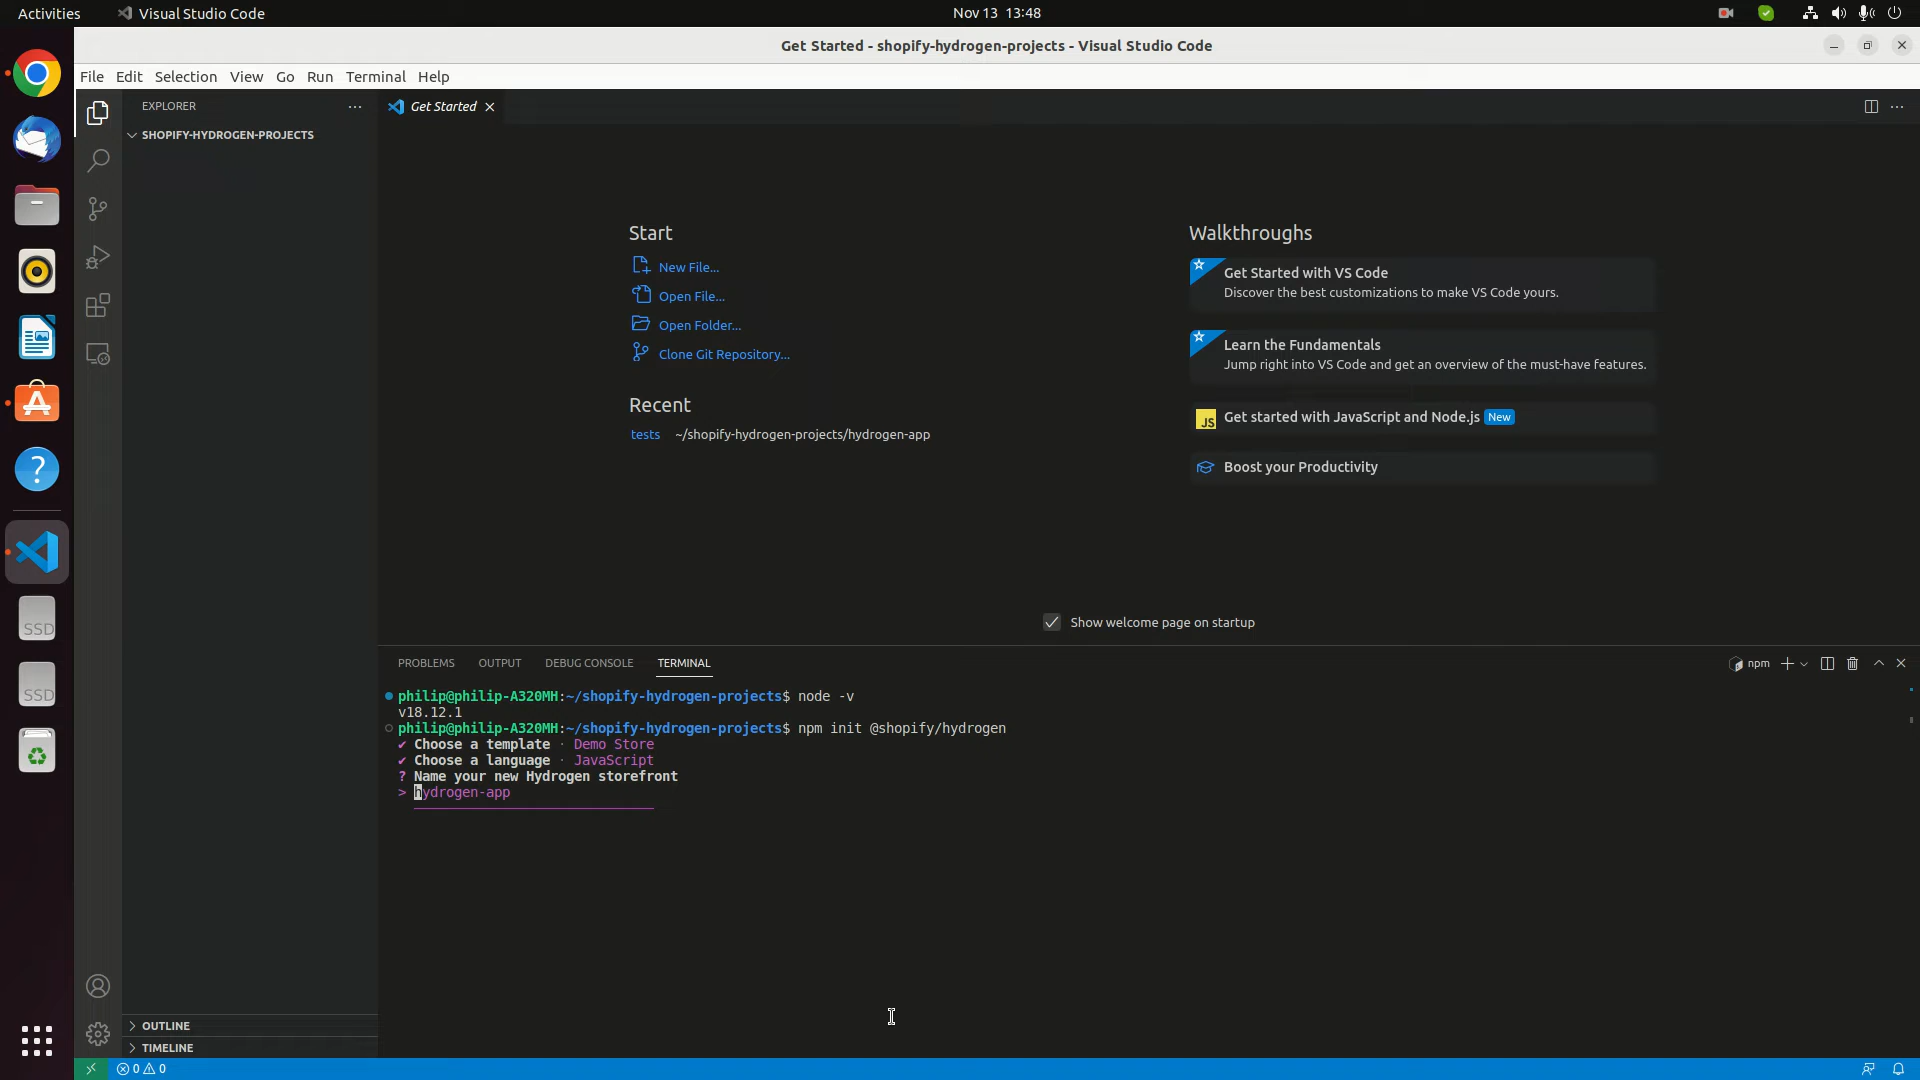 Activities
Visual Studio Code
Nov 13 13:48
Get Started - shopify-hydrogen-projects - Visual Studio Code
File Edit Selection View Go Run Terminal Help
EXPLORER
SHOPIFY-HYDROGEN-PROJECTS
OUTLINE
TIMELINE
Get Started
Start
New File...
Open File...
Open Folder...
Clone Git Repository...
Recent
tests ~/shopify-hydrogen-projects/hydrogen-app
Walkthroughs
Get Started with VS Code
Discover the best customizations to make VS Code yours.
Learn the Fundamentals
Jump right into VS Code and get an overview of the must-have features.
JS
Get started with JavaScript and Node.js New
Boost your Productivity
Show welcome page on startup
PROBLEMS OUTPUT DEBUG CONSOLE TERMINAL
npm
philip@philip-A320MH:~/shopify-hydrogen-projects$ node -v
v18.12.1
philip@philip-A320MH:~/shopify-hydrogen-projects$ npm init @shopify/hydrogen
✔ Choose a template · Demo Store
✔ Choose a language · JavaScript
? Name your new Hydrogen storefront
> hydrogen-app
SSD
SSD
0 0